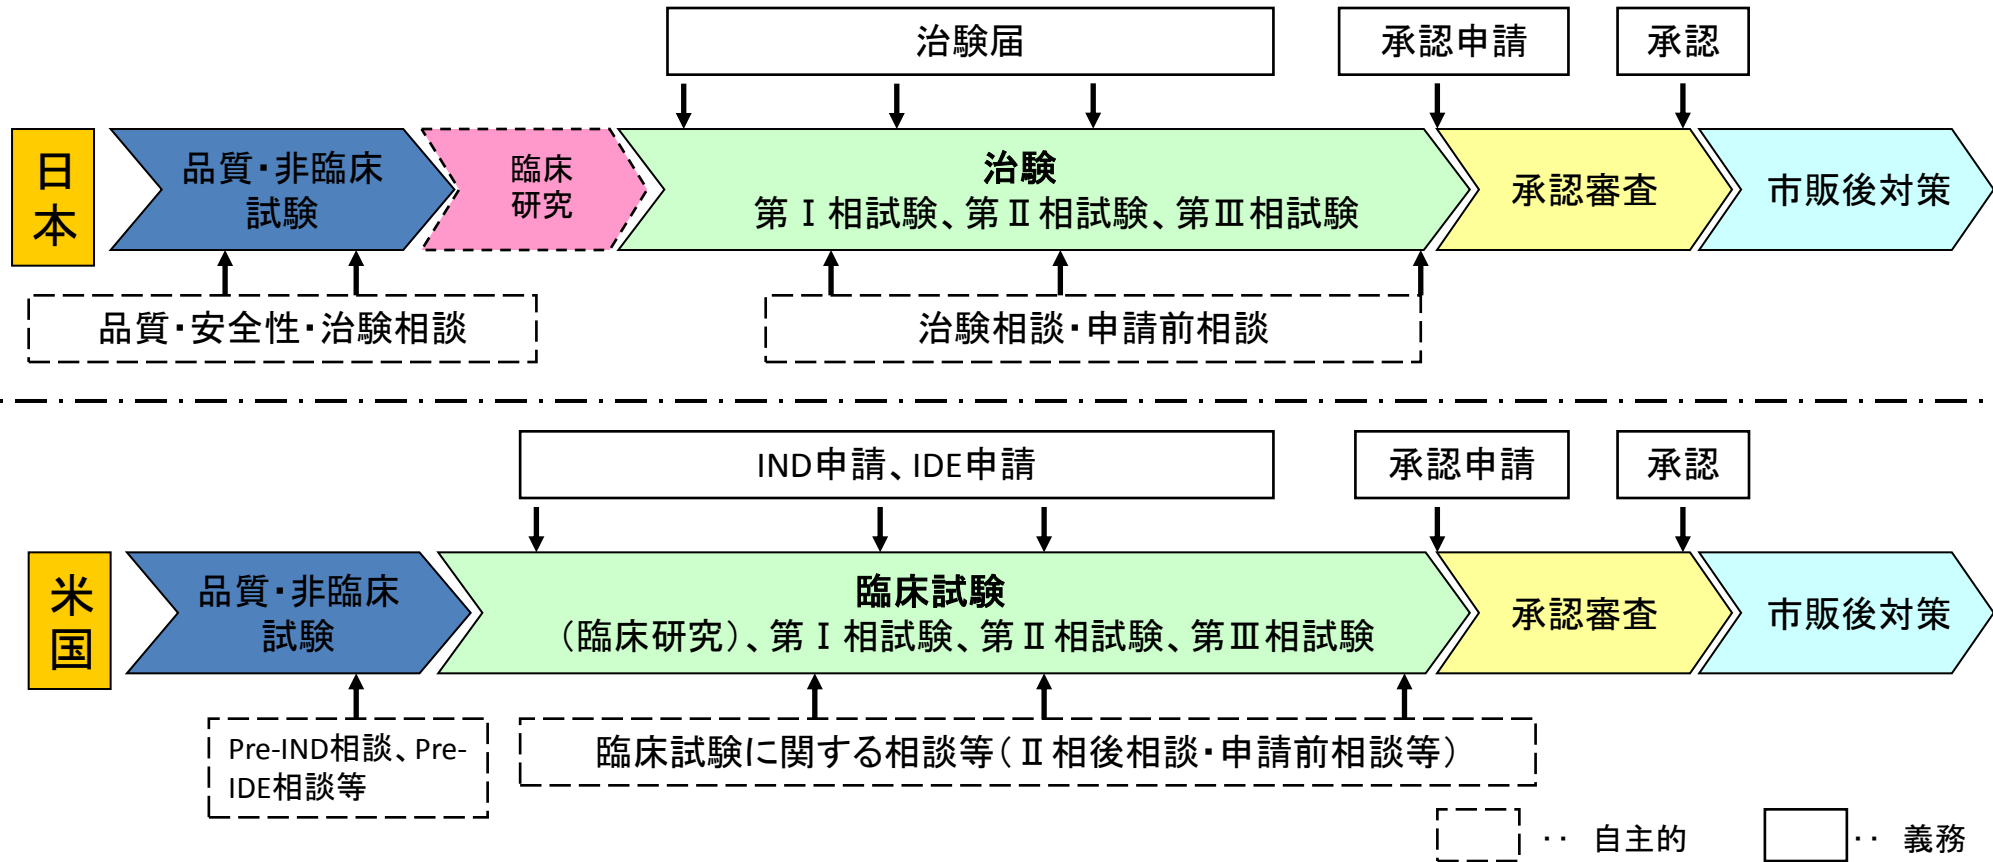 治験届
承認申請
承認
日本
品質・非臨床
試験
臨床
研究
治験
第Ⅰ相試験、第Ⅱ相試験、第Ⅲ相試験
承認審査
市販後対策
品質・安全性・治験相談
治験相談・申請前相談
IND申請、IDE申請
承認申請
承認
米国
品質・非臨床
試験
臨床試験
（臨床研究）、第Ⅰ相試験、第Ⅱ相試験、第Ⅲ相試験
承認審査
市販後対策
Pre-IND相談、Pre-
IDE相談等
臨床試験に関する相談等（Ⅱ相後相談・申請前相談等）
‥ 自主的
‥ 義務